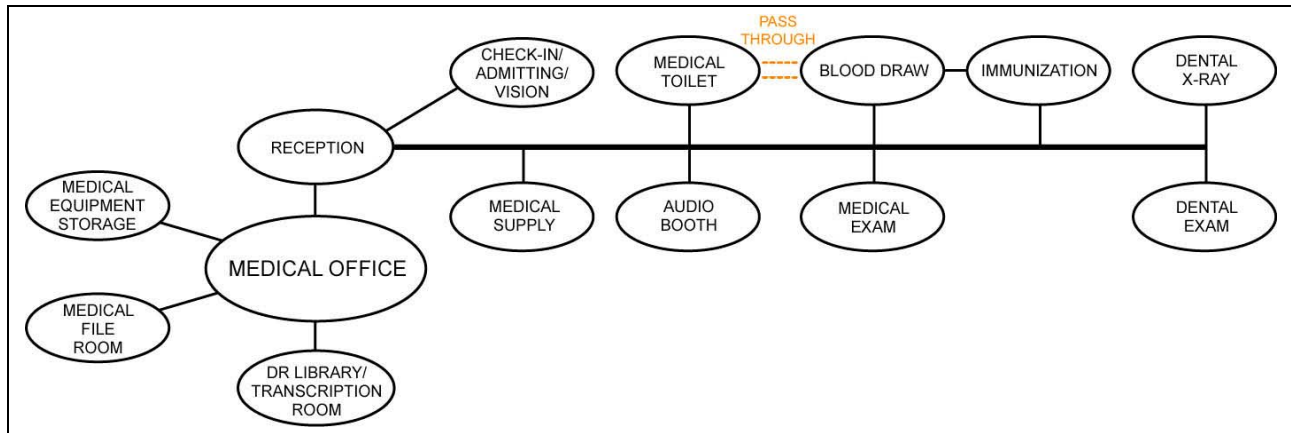 PASS
THROUGH
CHECK-IN/
ADMITTING/
VISION
MEDICAL
TOILET
BLOOD DRAW
IMMUNIZATION
DENTAL
X-RAY
RECEPTION
MEDICAL
EQUIPMENT
STORAGE
MEDICAL
SUPPLY
AUDIO
BOOTH
MEDICAL
EXAM
DENTAL
EXAM
MEDICAL OFFICE
MEDICAL
FILE
ROOM
DR LIBRARY/
TRANSCRIPTION
ROOM